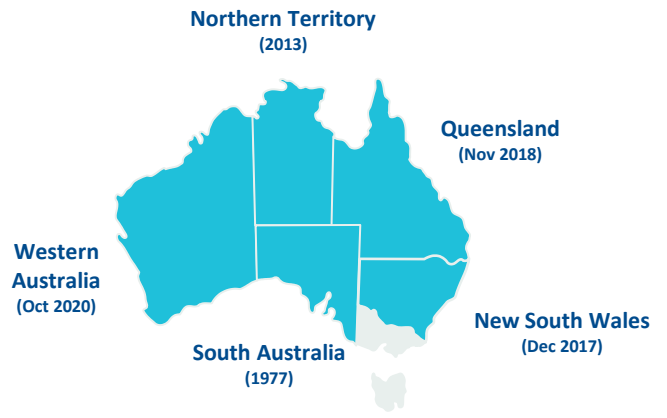 Northern Territory
(2013)
Queensland
(Nov 2018)
Western
Australia
(Oct 2020)
New South Wales
(Dec 2017)
South Australia
(1977)